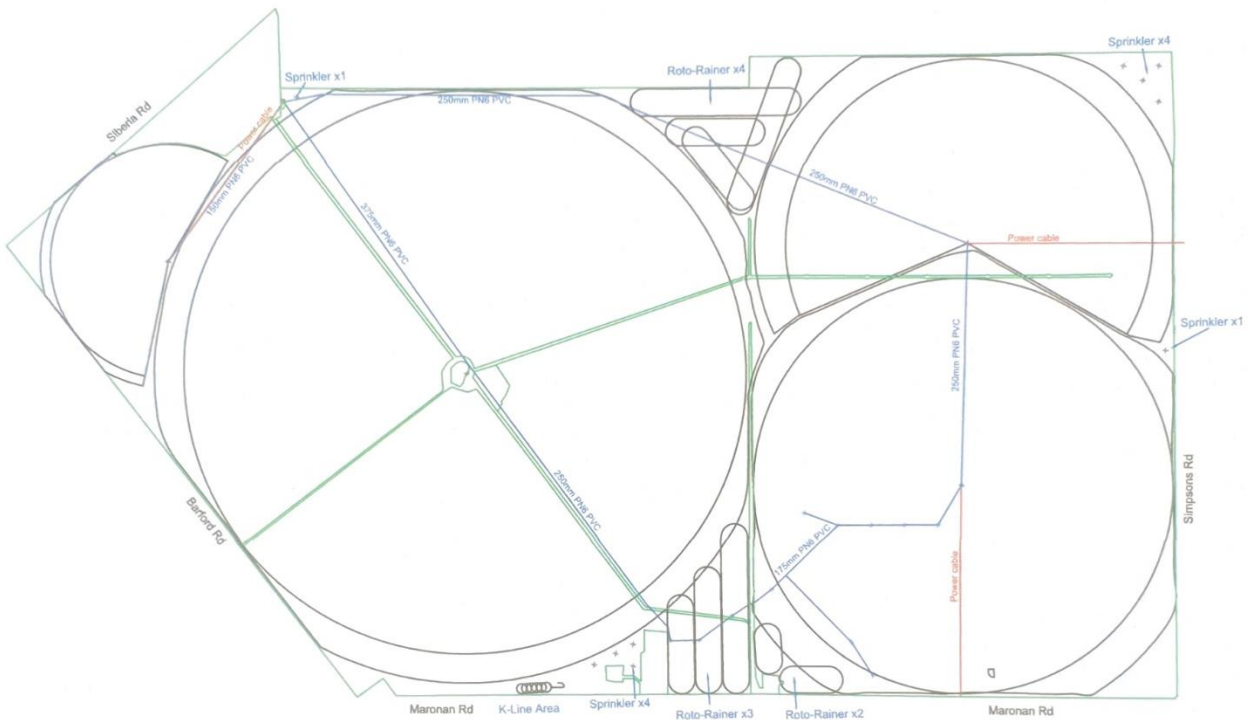 Sprinkler x4
Sprinkler x1
Roto-Rainer x4
250mm PN6 PVC
Siberia Rd
Power cable
150mm PN6 PVC
250mm PN6 PVC
375mm PN6 PVC
Power cable
Sprinkler x1
250mm PN6 PVC
Simpsons Rd
250mm PN6 PVC
Barford Rd
175mm PN6 PVC
Power cable
Maronan Rd
K-Line Area
Sprinkler x4
Roto-Rainer x3
Roto-Rainer x2
Maronan Rd